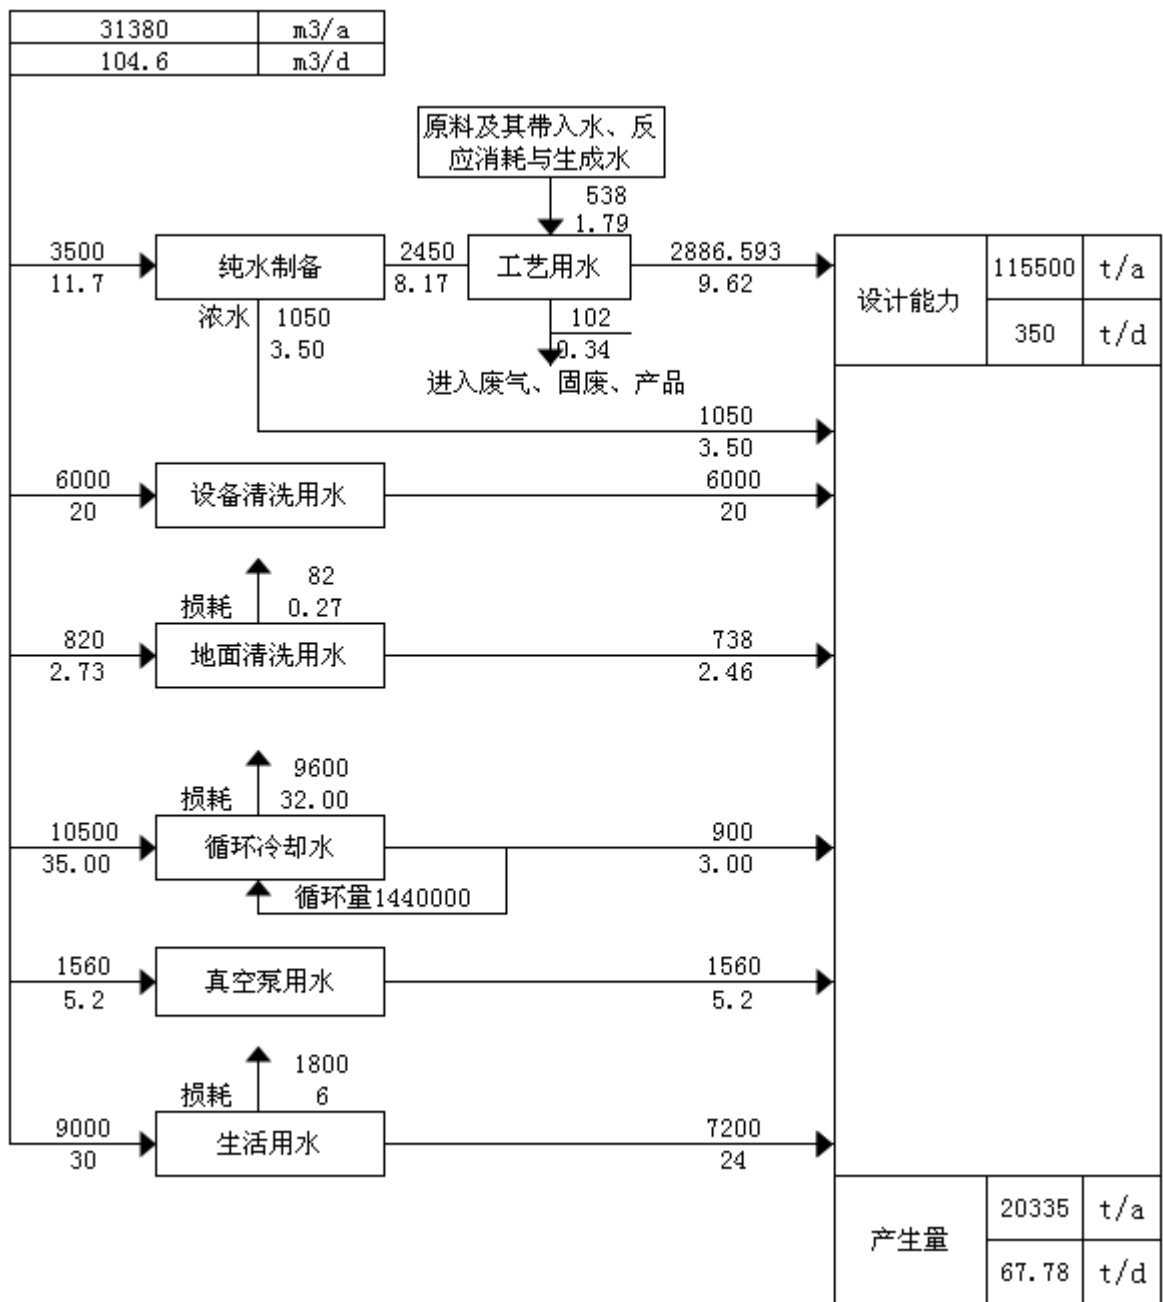 31380 m3/a
104.6 m3/d
原料及其带入水、反
应消耗与生成水
538
1.79
3500
11.7
纯水制备
2450
8.17
工艺用水
2886.593
9.62
设计能力
115500 t/a
350 t/d
浓水
1050
3.50
102
0.34
进入废气、固废、产品
1050
3.50
6000
20
设备清洗用水
6000
20
82
损耗 0.27
820
2.73
地面清洗用水
738
2.46
9600
损耗 32.00
10500
35.00
循环冷却水
900
3.00
循环量1440000
1560
5.2
真空泵用水
1560
5.2
1800
损耗 6
9000
30
生活用水
7200
24
产生量
20335 t/a
67.78 t/d